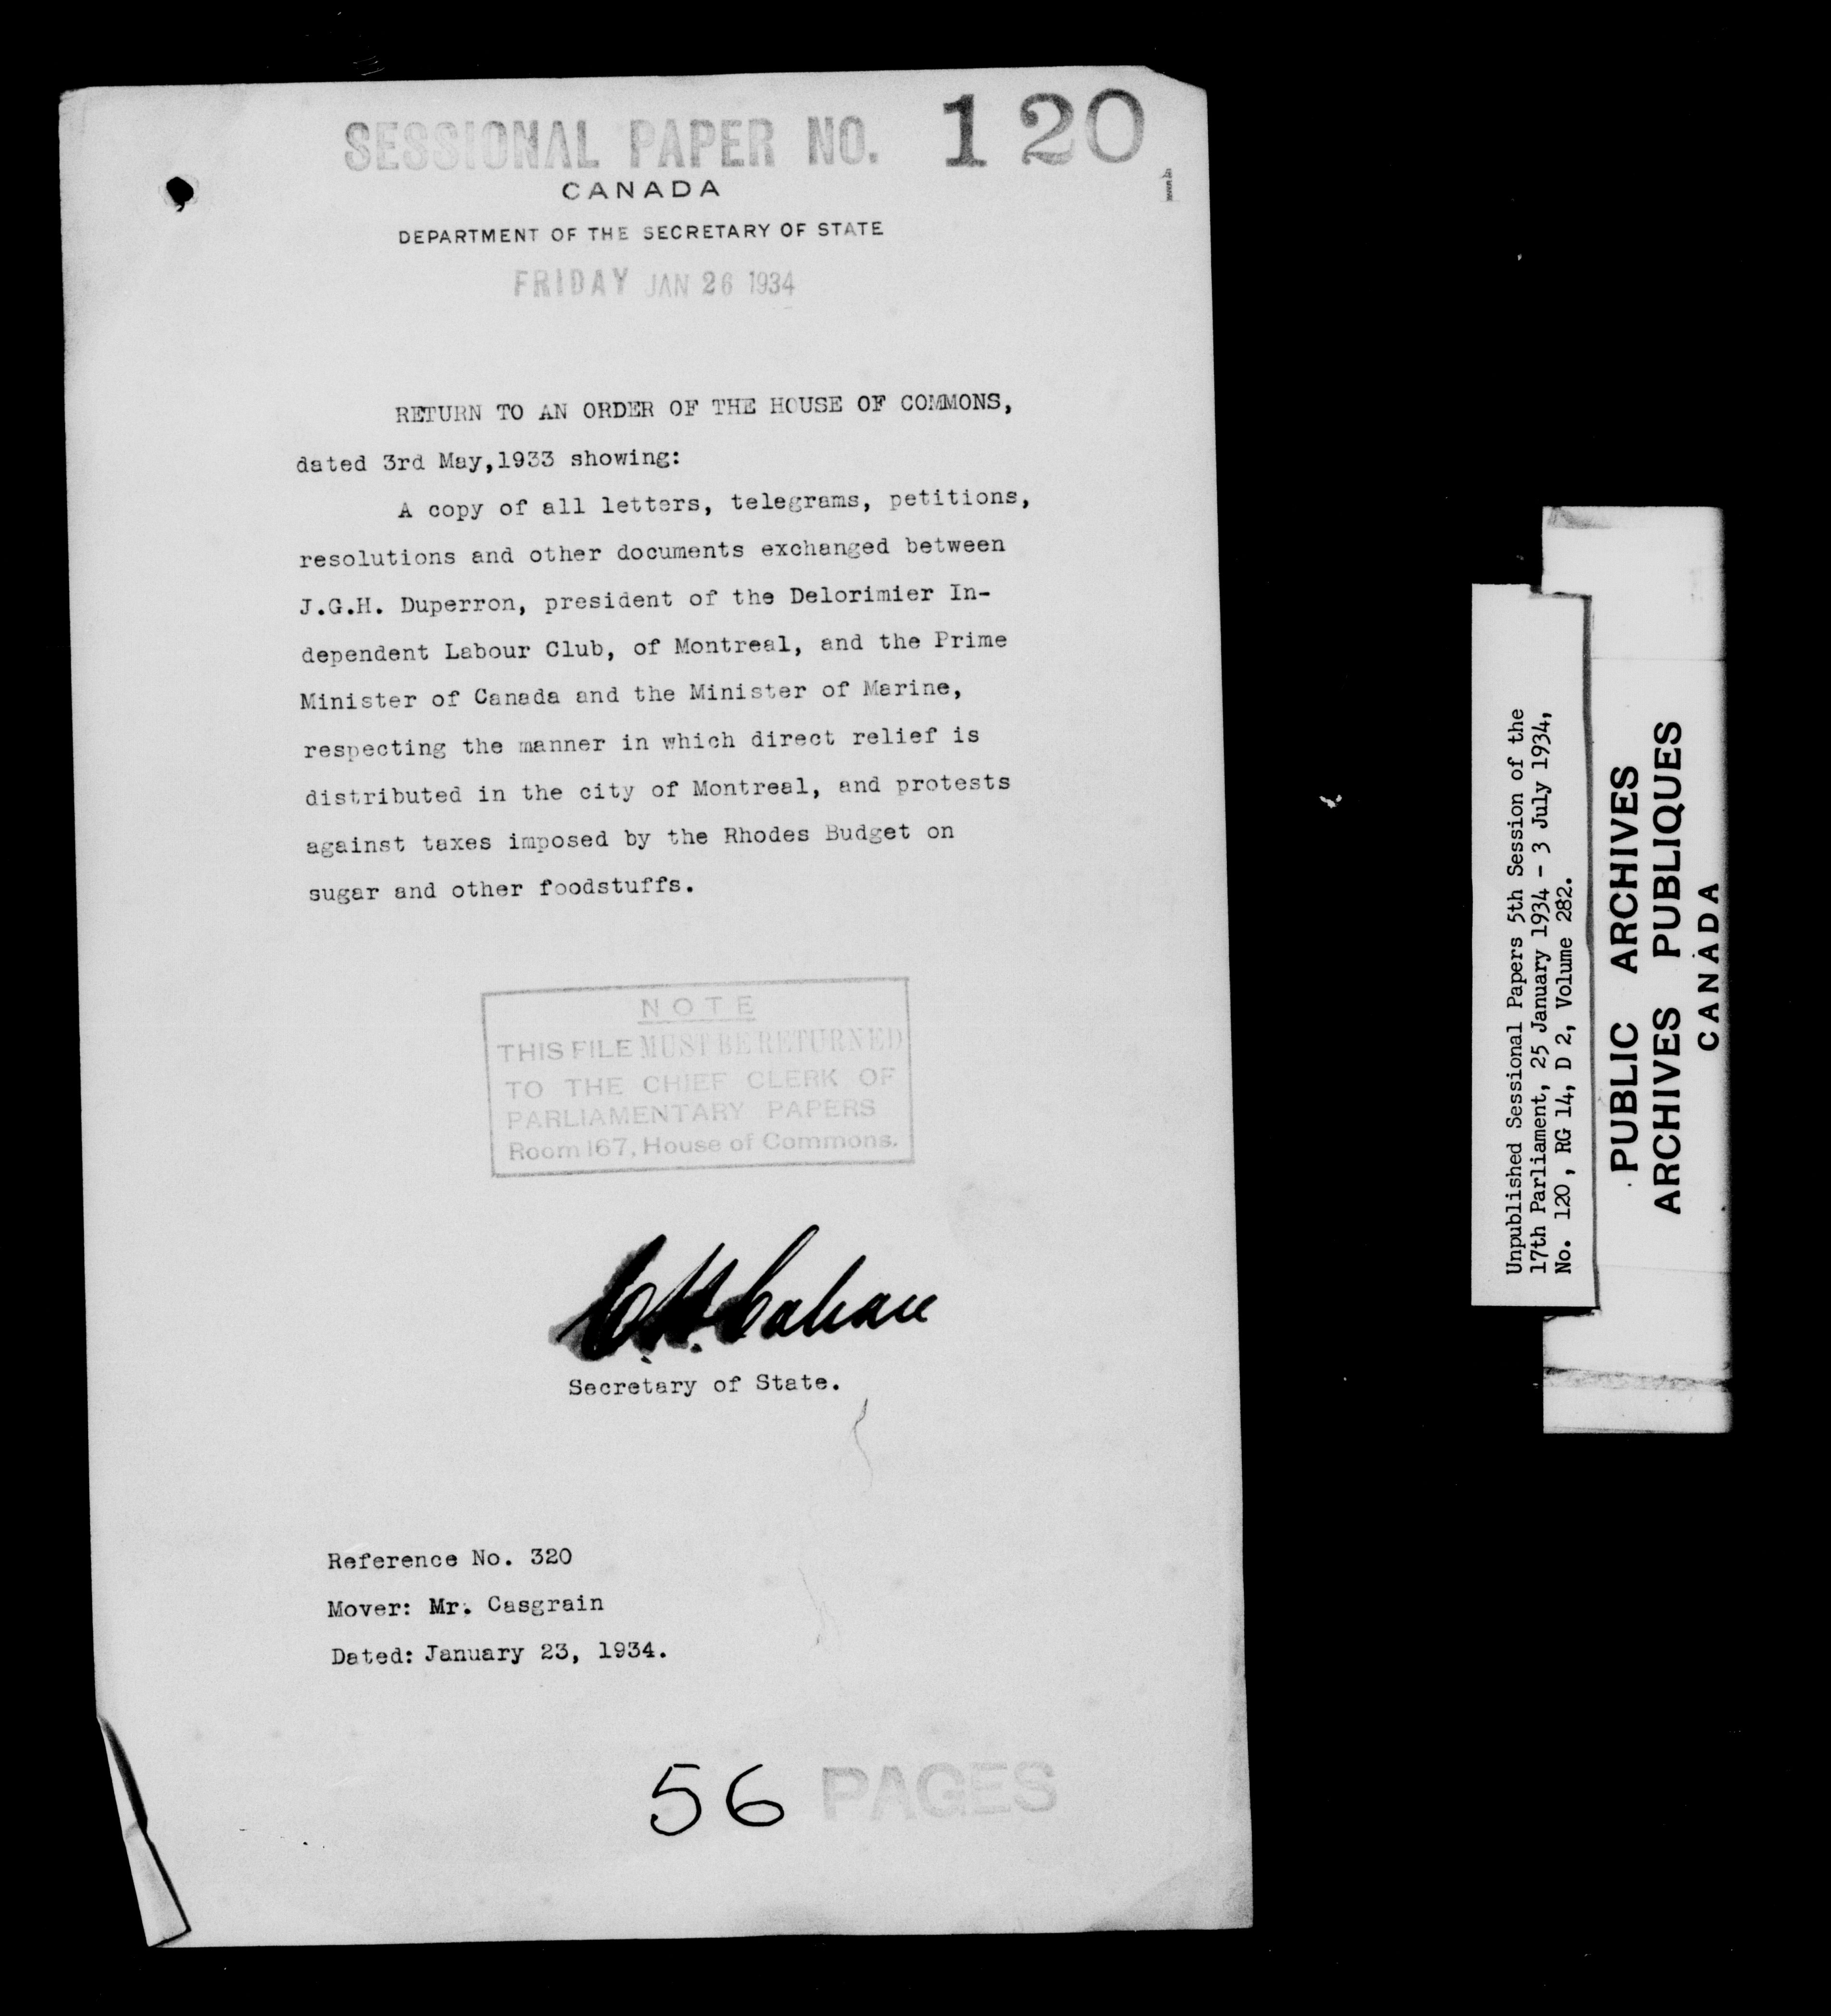 SESSIONAL PAPER NO. 120
1
CANADA
DEPARTMENT OF THE SECRETARY OF STATE
FRIDAY JAN 26 1934
RETURN TO AN ORDER OF THE HOUSE OF COMMONS,
dated 3rd May,1933 showing:
A copy of all letters, telegrams, petitions,
resolutions and other documents exchanged between
J.G.H. Duperron, president of the Delorimier In-
dependent Labour Club, of Montreal, and the Prime
Minister of Canada and the Minister of Marine,
respecting the manner in which direct relief is
distributed in the city of Montreal, and protests
against taxes imposed by the Rhodes Budget on
sugar and other foodstuffs.
NOTE
THIS FILE MUST BE RETURNED
TO THE CHIEF CLERK OF
PARLIAMENTARY PAPERS
Room 167, House of Commons.
C.H. Cahan
Secretary of State.
Reference No. 320
Mover: Mr. Casgrain
Dated: January 23, 1934.
56 PAGES
Unpublished Sessional Papers 5th Session of the
17th Parliament, 25 January 1934 - 3 July 1934,
No. 120, RG 14, D 2, Volume 282.
PUBLIC ARCHIVES
ARCHIVES PUBLIQUES
CANADA